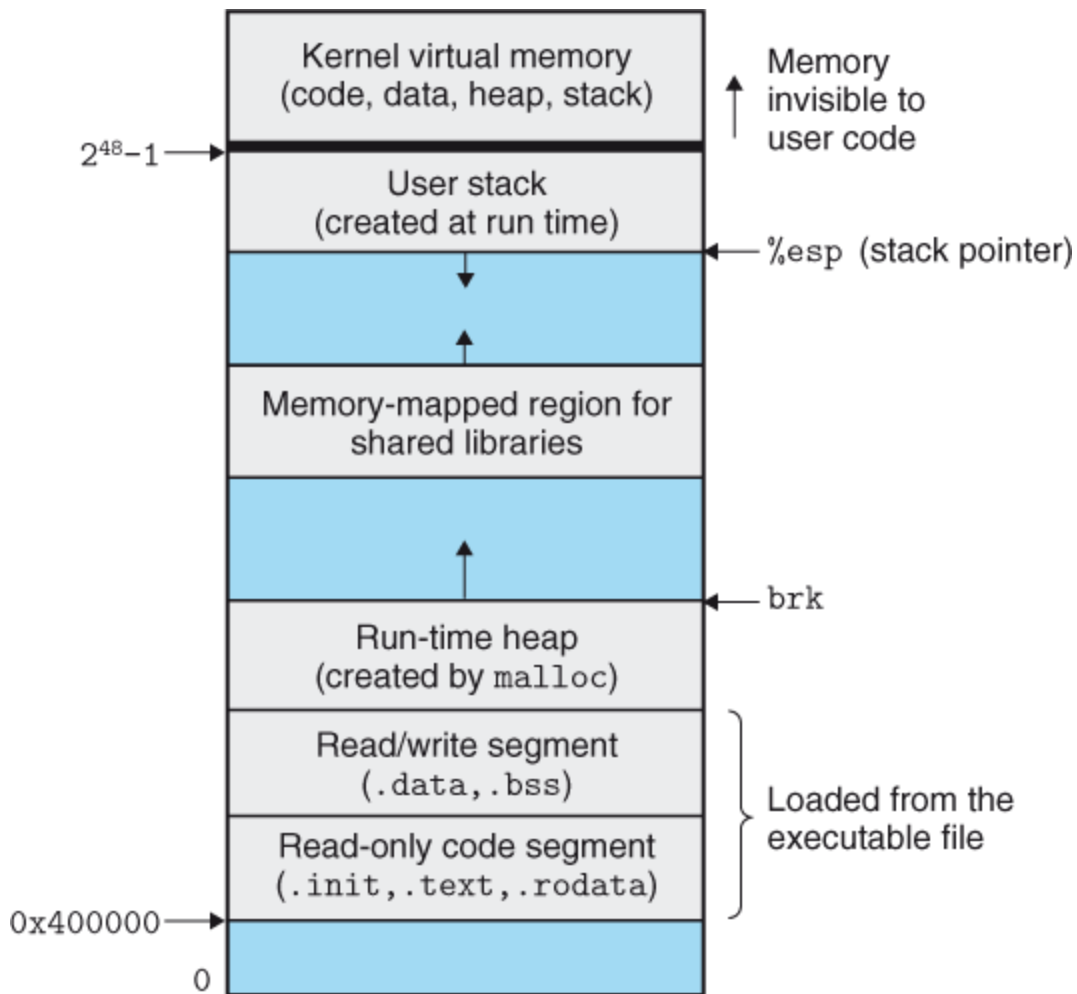 Kernel virtual memory
(code, data, heap, stack)
Memory
invisible to
user code
2⁴⁸–1
User stack
(created at run time)
%esp (stack pointer)
Memory-mapped region for
shared libraries
brk
Run-time heap
(created by malloc)
Read/write segment
(.data,.bss)
Loaded from the
executable file
Read-only code segment
(.init,.text,.rodata)
0x400000
0